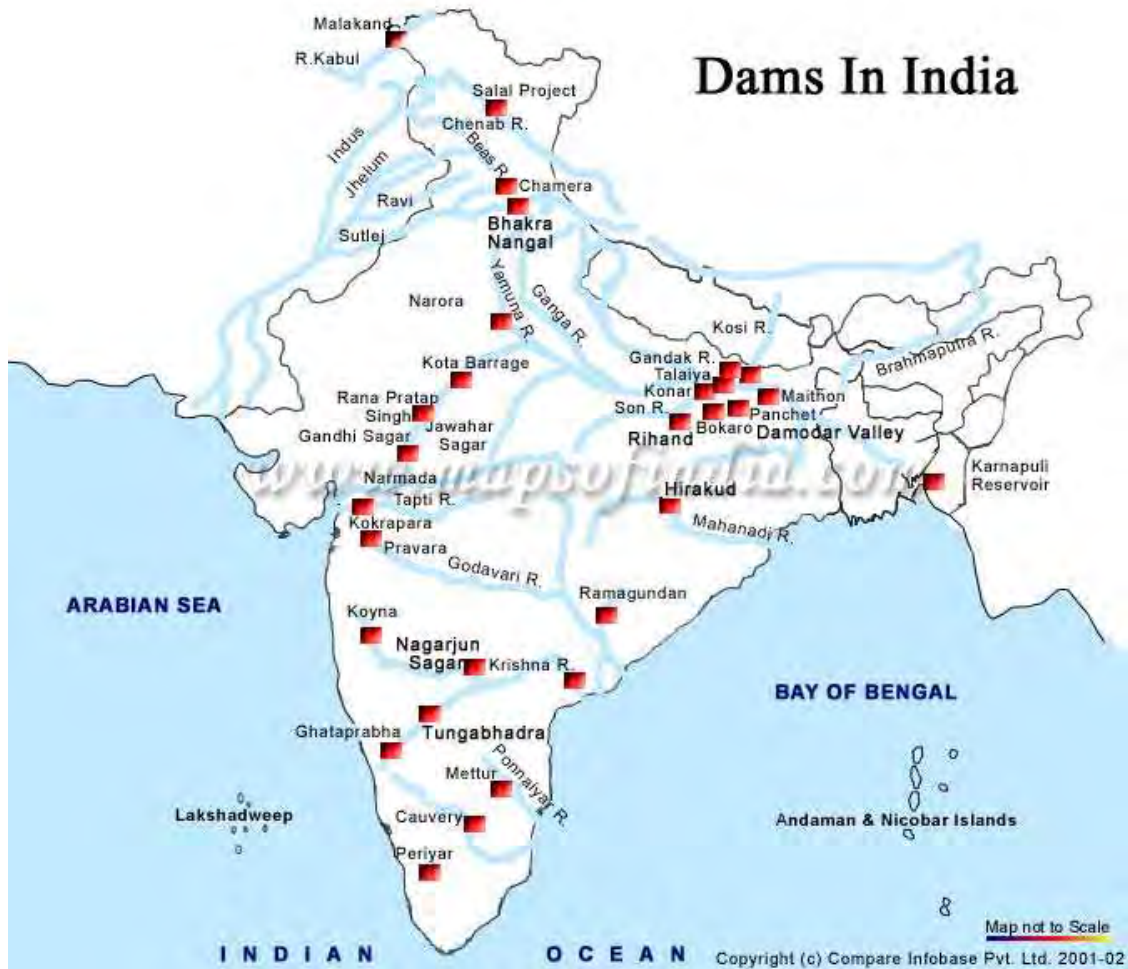 Dams In India
Malakand
R.Kabul
Salal Project
Chenab R.
Indus
Jhelum
Beas R.
Chamera
Ravi
Bhakra
Nangal
Sutlej
Narora
Yamuna R.
Ganga R.
Kosi R.
Brahmaputra R.
Kota Barrage
Gandak R.
Talaiya
Konar
Maithon
Rana Pratap
Singh
Son R.
Panchet
Jawahar
Sagar
Bokaro
Rihand
Damodar Valley
Gandhi Sagar
www.mapsofindia.com
Karnapuli
Reservoir
Narmada
Hirakud
Tapti R.
Kokrapara
Mahanadi R.
Pravara
Godavari R.
Ramagundan
ARABIAN SEA
Koyna
Nagarjun
Sagar
Krishna R.
BAY OF BENGAL
Ghataprabha
Tungabhadra
Ponnaiyar R.
Mettur
Lakshadweep
Cauvery
Andaman & Nicobar Islands
Periyar
Map not to Scale
INDIAN OCEAN
Copyright (c) Compare Infobase Pvt. Ltd. 2001-02